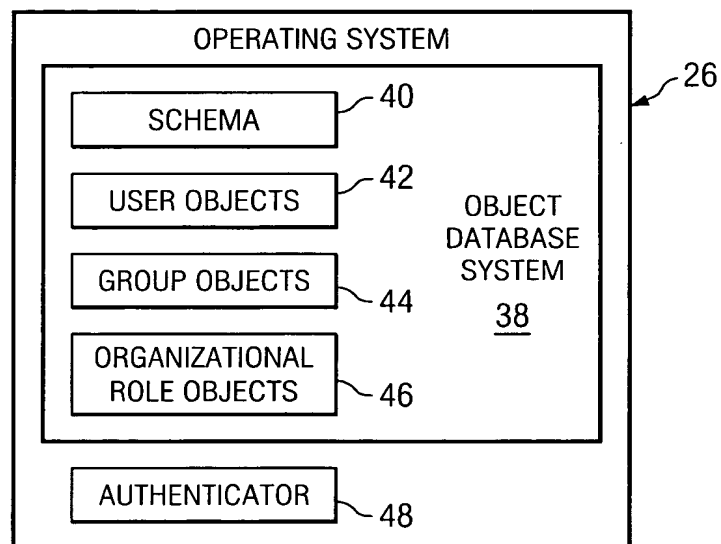 OPERATING SYSTEM
26
SCHEMA
40
USER OBJECTS
42
GROUP OBJECTS
44
ORGANIZATIONAL
ROLE OBJECTS
46
OBJECT
DATABASE
SYSTEM
38
AUTHENTICATOR
48